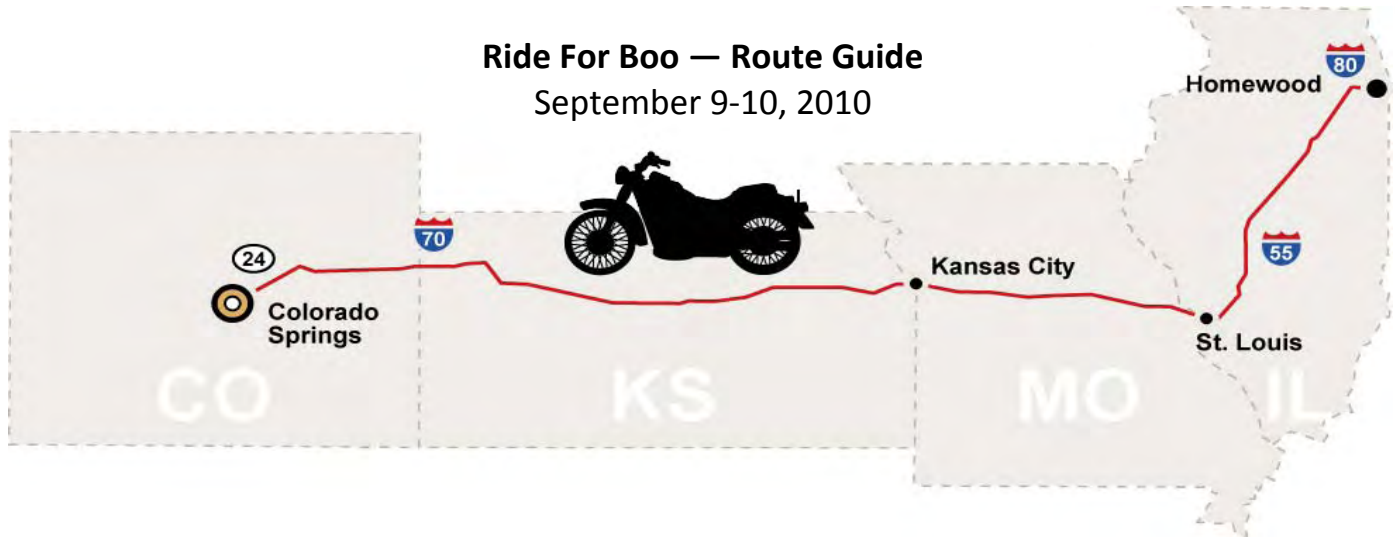 Ride For Boo — Route Guide
September 9-10, 2010
80
Homewood
70
24
Colorado
Springs
Kansas City
55
St. Louis
CO
KS
MO
IL